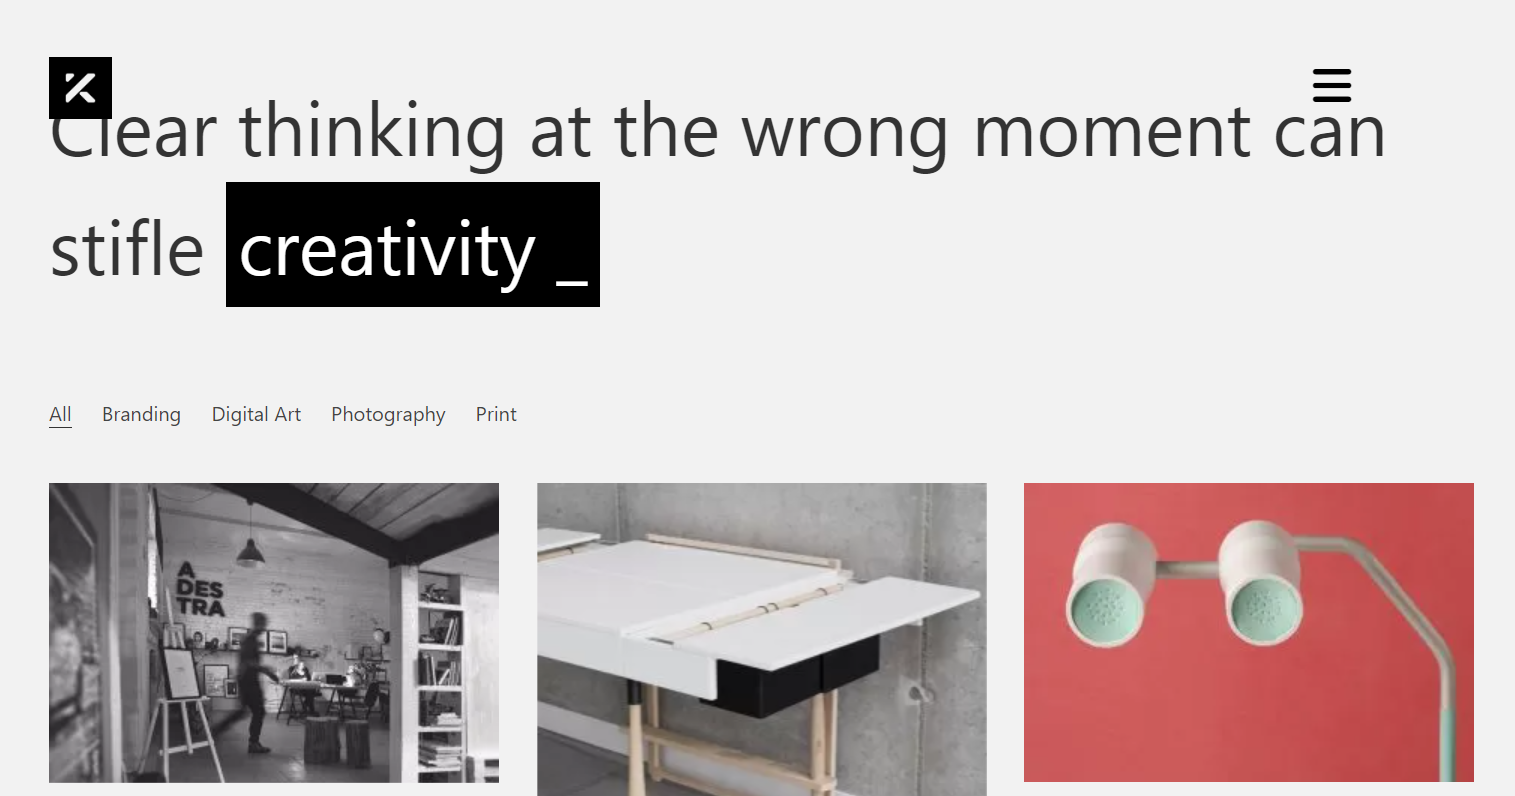 Clear thinking at the wrong moment can
stifle creativity _
All Branding Digital Art Photography Print
A
DES
TRA